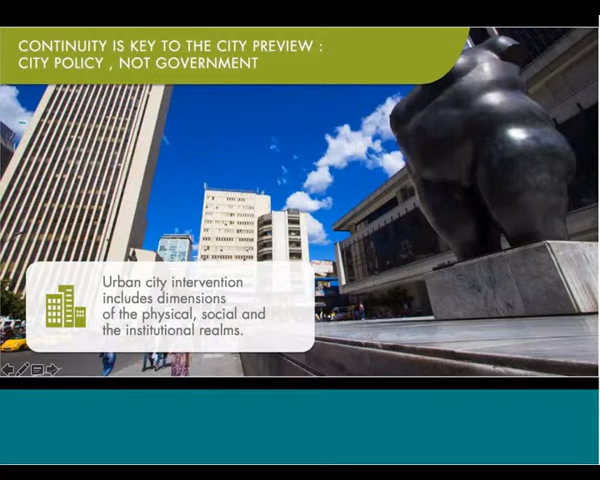 CONTINUITY IS KEY TO THE CITY PREVIEW :
CITY POLICY , NOT GOVERNMENT
Urban city intervention
includes dimensions
of the physical, social and
the institutional realms.